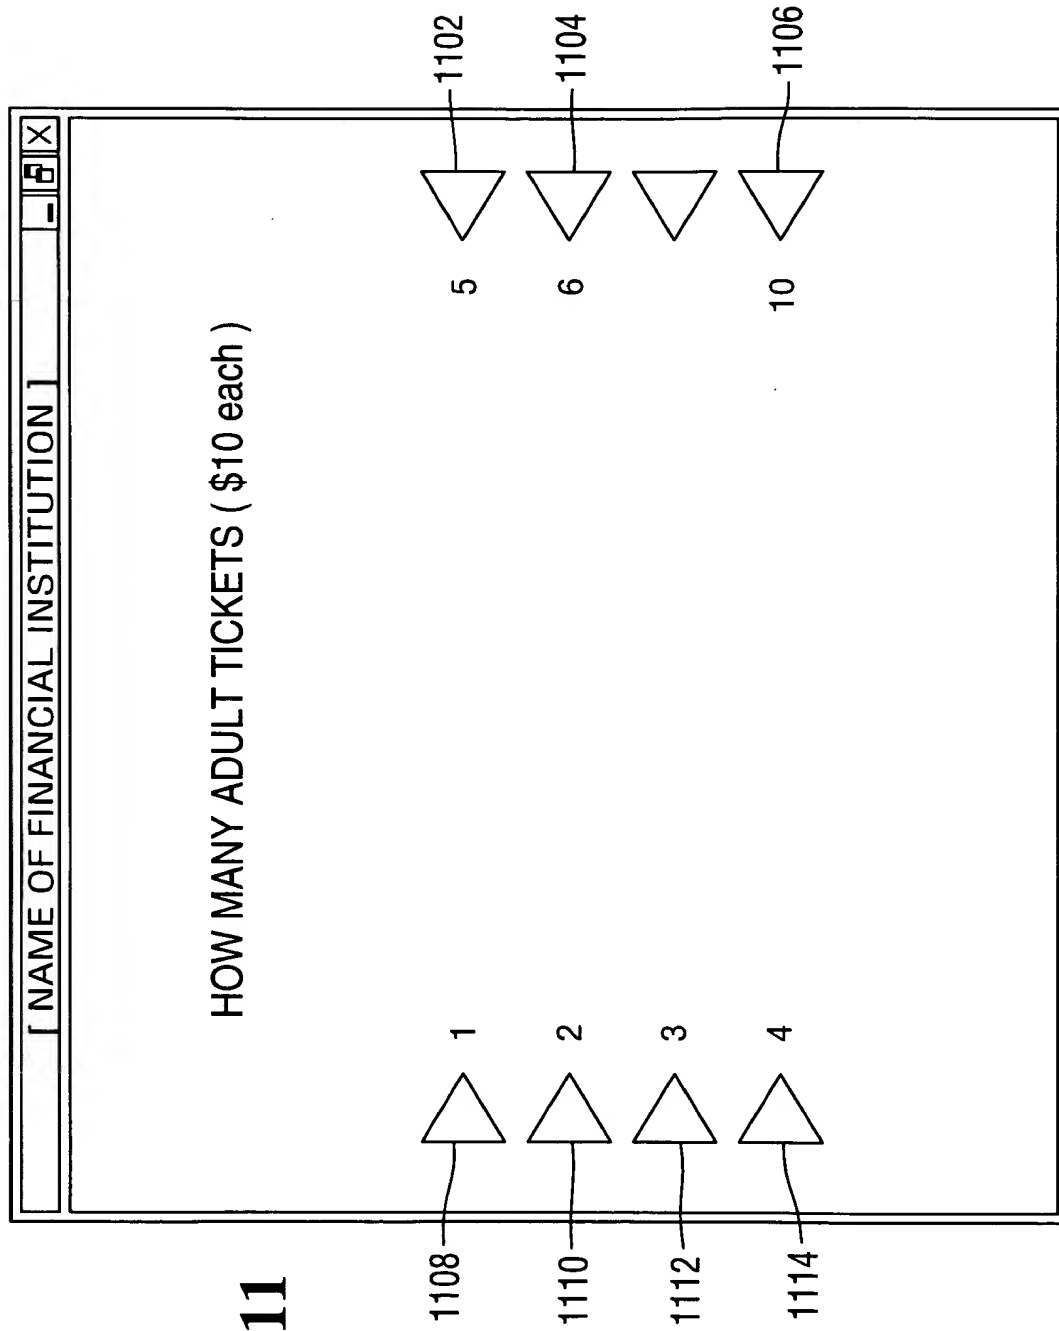 11
[ NAME OF FINANCIAL INSTITUTION ] _ X
HOW MANY ADULT TICKETS ( $10 each )
1108 1 5 1102
1110 2 6 1104
1112 3
1114 4 10 1106